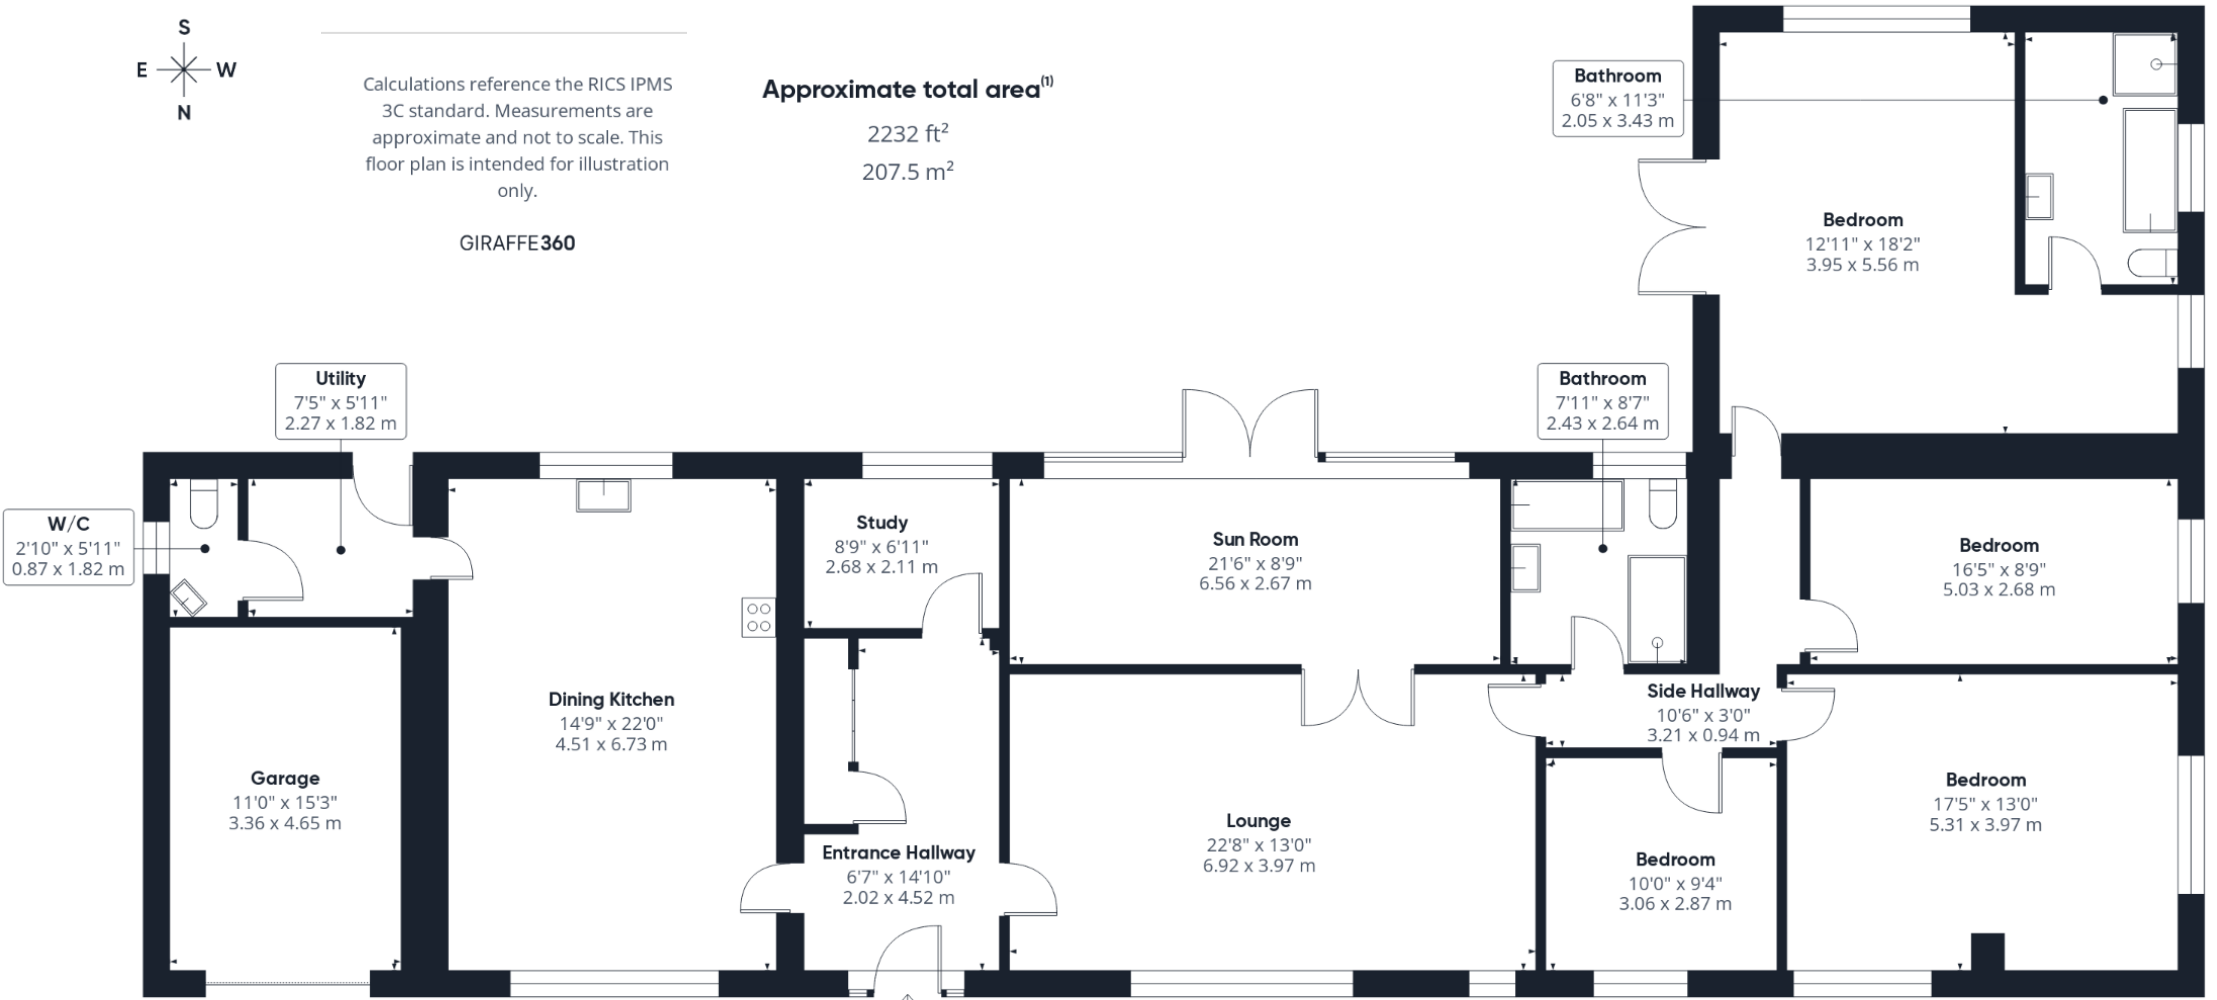 S
E W
N
Calculations reference the RICS IPMS
3C standard. Measurements are
approximate and not to scale. This
floor plan is intended for illustration
only.
GIRAFFE360
Approximate total area(1)
2232 ft²
207.5 m²
Bathroom
6'8" x 11'3"
2.05 x 3.43 m
Bedroom
12'11" x 18'2"
3.95 x 5.56 m
Utility
7'5" x 5'11"
2.27 x 1.82 m
Bathroom
7'11" x 8'7"
2.43 x 2.64 m
W/C
2'10" x 5'11"
0.87 x 1.82 m
Study
8'9" x 6'11"
2.68 x 2.11 m
Sun Room
21'6" x 8'9"
6.56 x 2.67 m
Bedroom
16'5" x 8'9"
5.03 x 2.68 m
Dining Kitchen
14'9" x 22'0"
4.51 x 6.73 m
Side Hallway
10'6" x 3'0"
3.21 x 0.94 m
Garage
11'0" x 15'3"
3.36 x 4.65 m
Entrance Hallway
6'7" x 14'10"
2.02 x 4.52 m
Lounge
22'8" x 13'0"
6.92 x 3.97 m
Bedroom
10'0" x 9'4"
3.06 x 2.87 m
Bedroom
17'5" x 13'0"
5.31 x 3.97 m